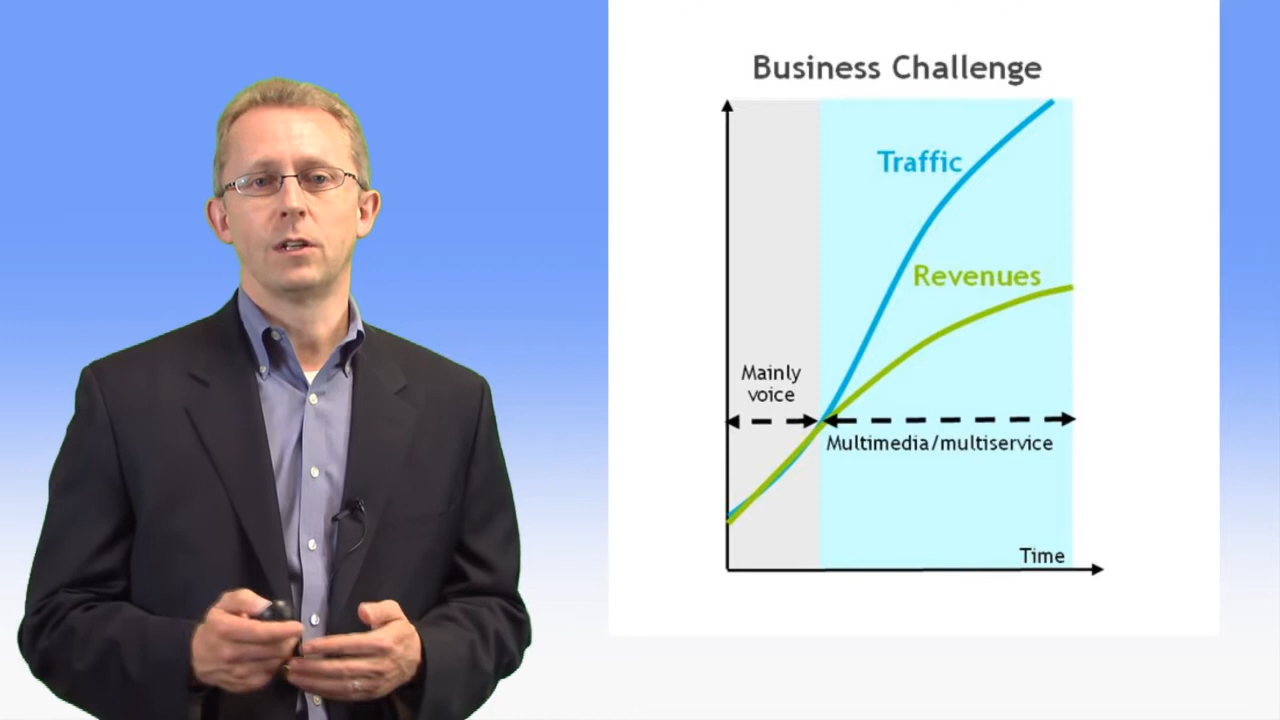 Business Challenge
Traffic
Revenues
Mainly
voice
Multimedia/multiservice
Time